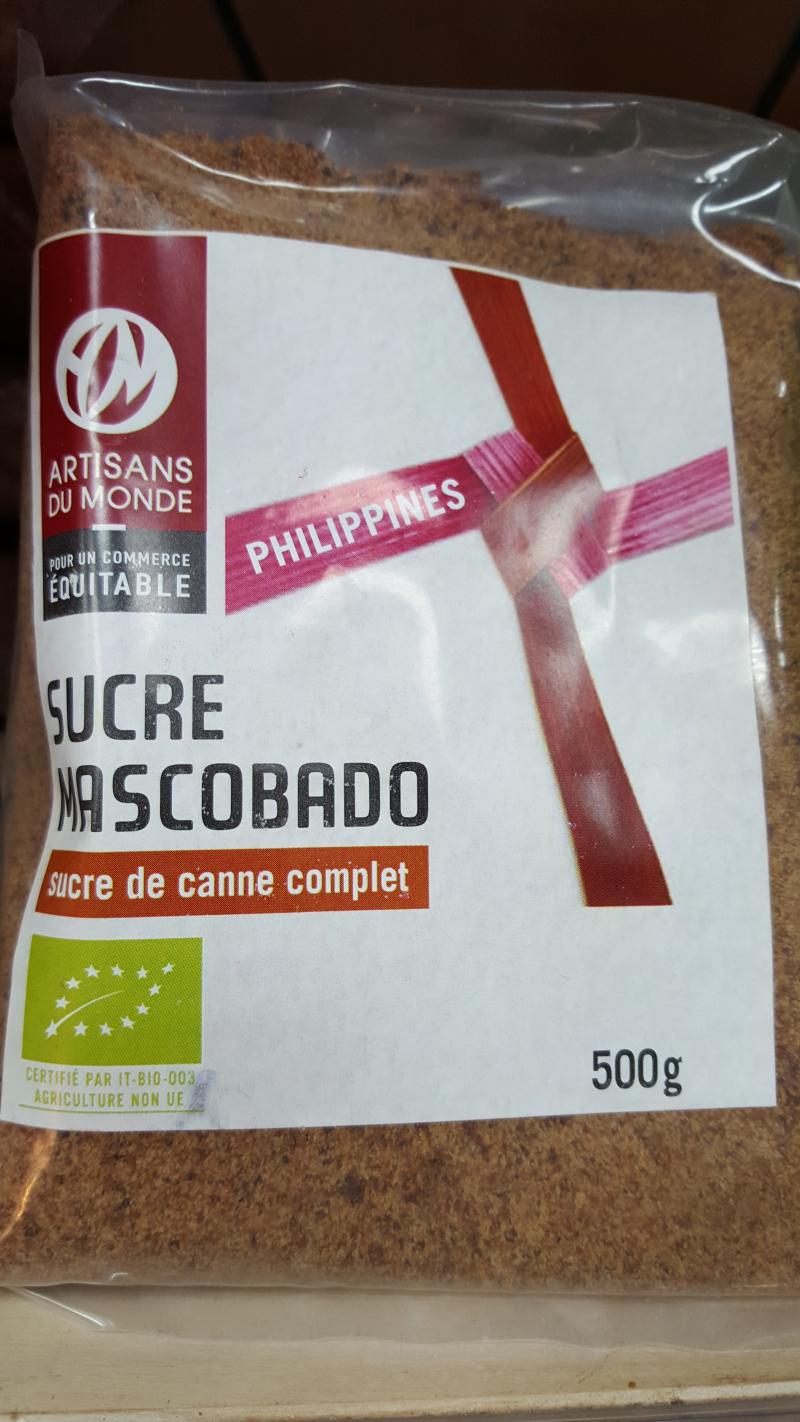 ARTISANS
DU MONDE
POUR UN COMMERCE
ÉQUITABLE
PHILIPPINES
SUCRE
MASCOBADO
sucre de canne complet
CERTIFIÉ PAR IT-BIO-003
AGRICULTURE NON UE
500g